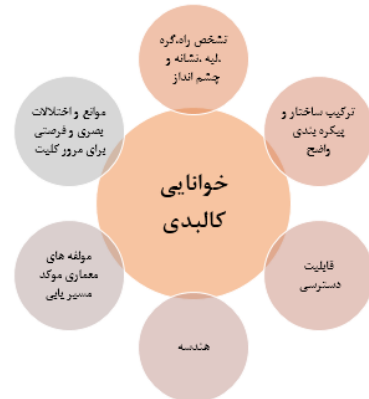 تشخص راه،گره
،لبه ،نشانه و
چشم انداز
ترکیب ساختار و
پیکره بندی
واضح
قابلیت
دسترسی
هندسه
مولفه های
معماری موکد
مسیر یابی
موانع و اختلالات
بصری و فرصتی
برای مرور کلیت
خوانایی
کالبدی